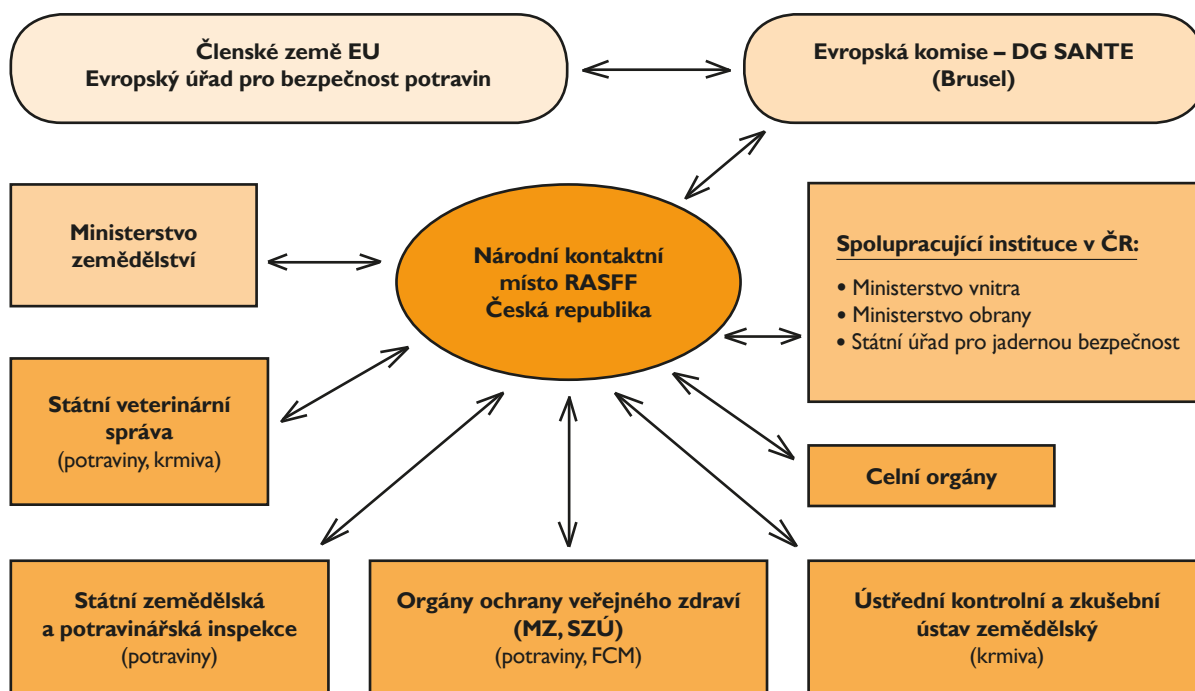 Členské země EU
Evropský úřad pro bezpečnost potravin
Evropská komise – DG SANTE
(Brusel)
Ministerstvo
zemědělství
Národní kontaktní
místo RASFF
Česká republika
Spolupracující instituce v ČR:
• Ministerstvo vnitra
• Ministerstvo obrany
• Státní úřad pro jadernou bezpečnost
Státní veterinární
správa
(potraviny, krmiva)
Celní orgány
Státní zemědělská
a potravinářská inspekce
(potraviny)
Orgány ochrany veřejného zdraví
(MZ, SZÚ)
(potraviny, FCM)
Ústřední kontrolní a zkušební
ústav zemědělský
(krmiva)